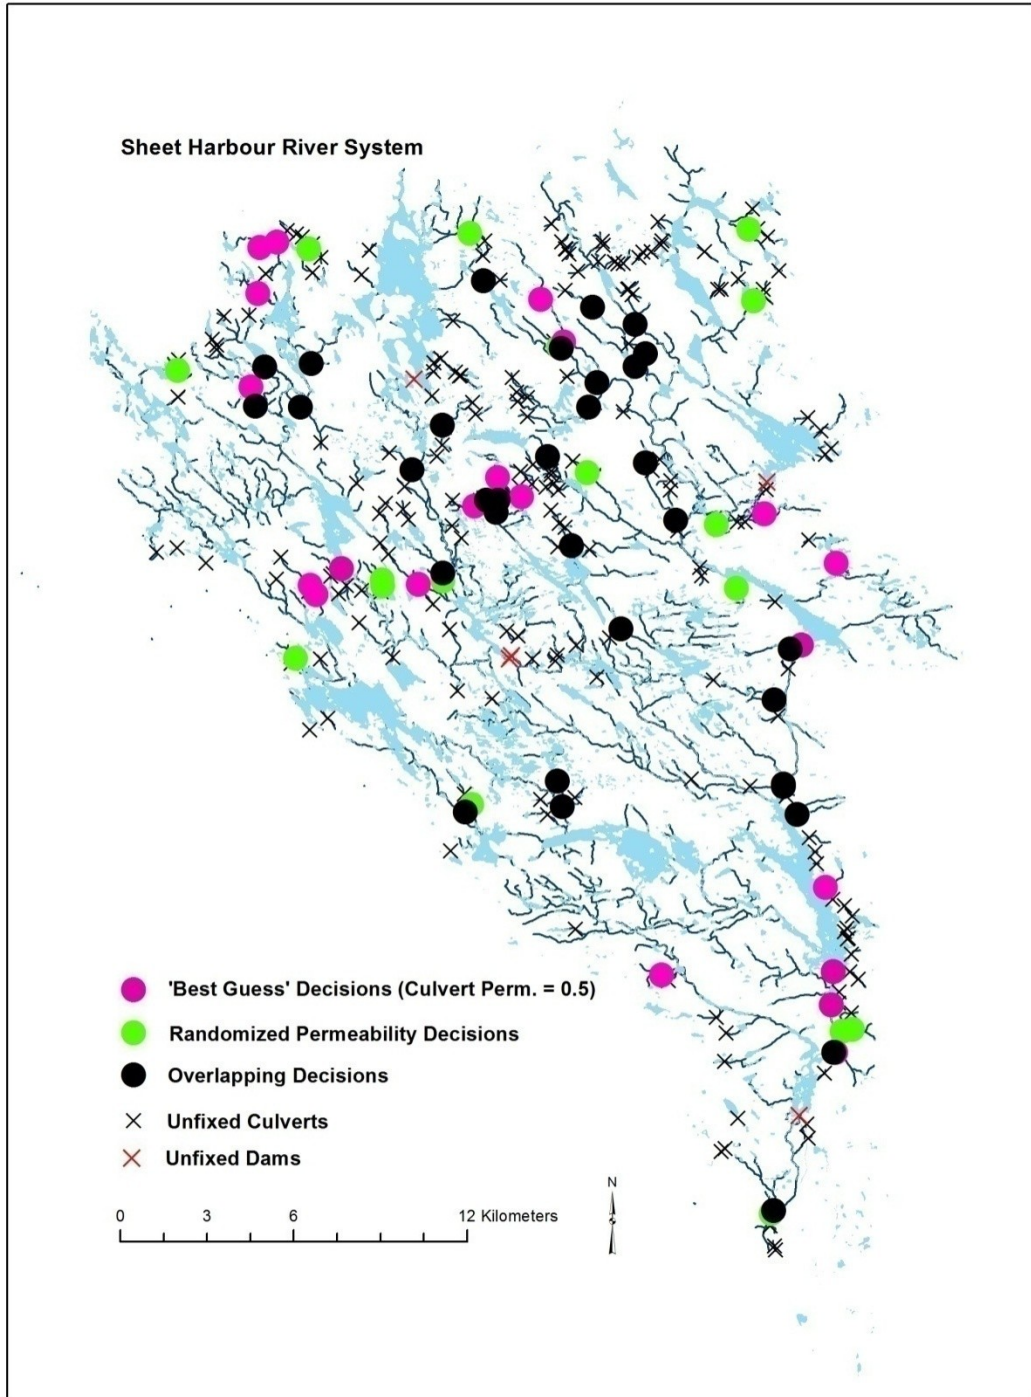 Sheet Harbour River System
'Best Guess' Decisions (Culvert Perm. = 0.5)
Randomized Permeability Decisions
Overlapping Decisions
Unfixed Culverts
Unfixed Dams
N
0 3 6 12 Kilometers